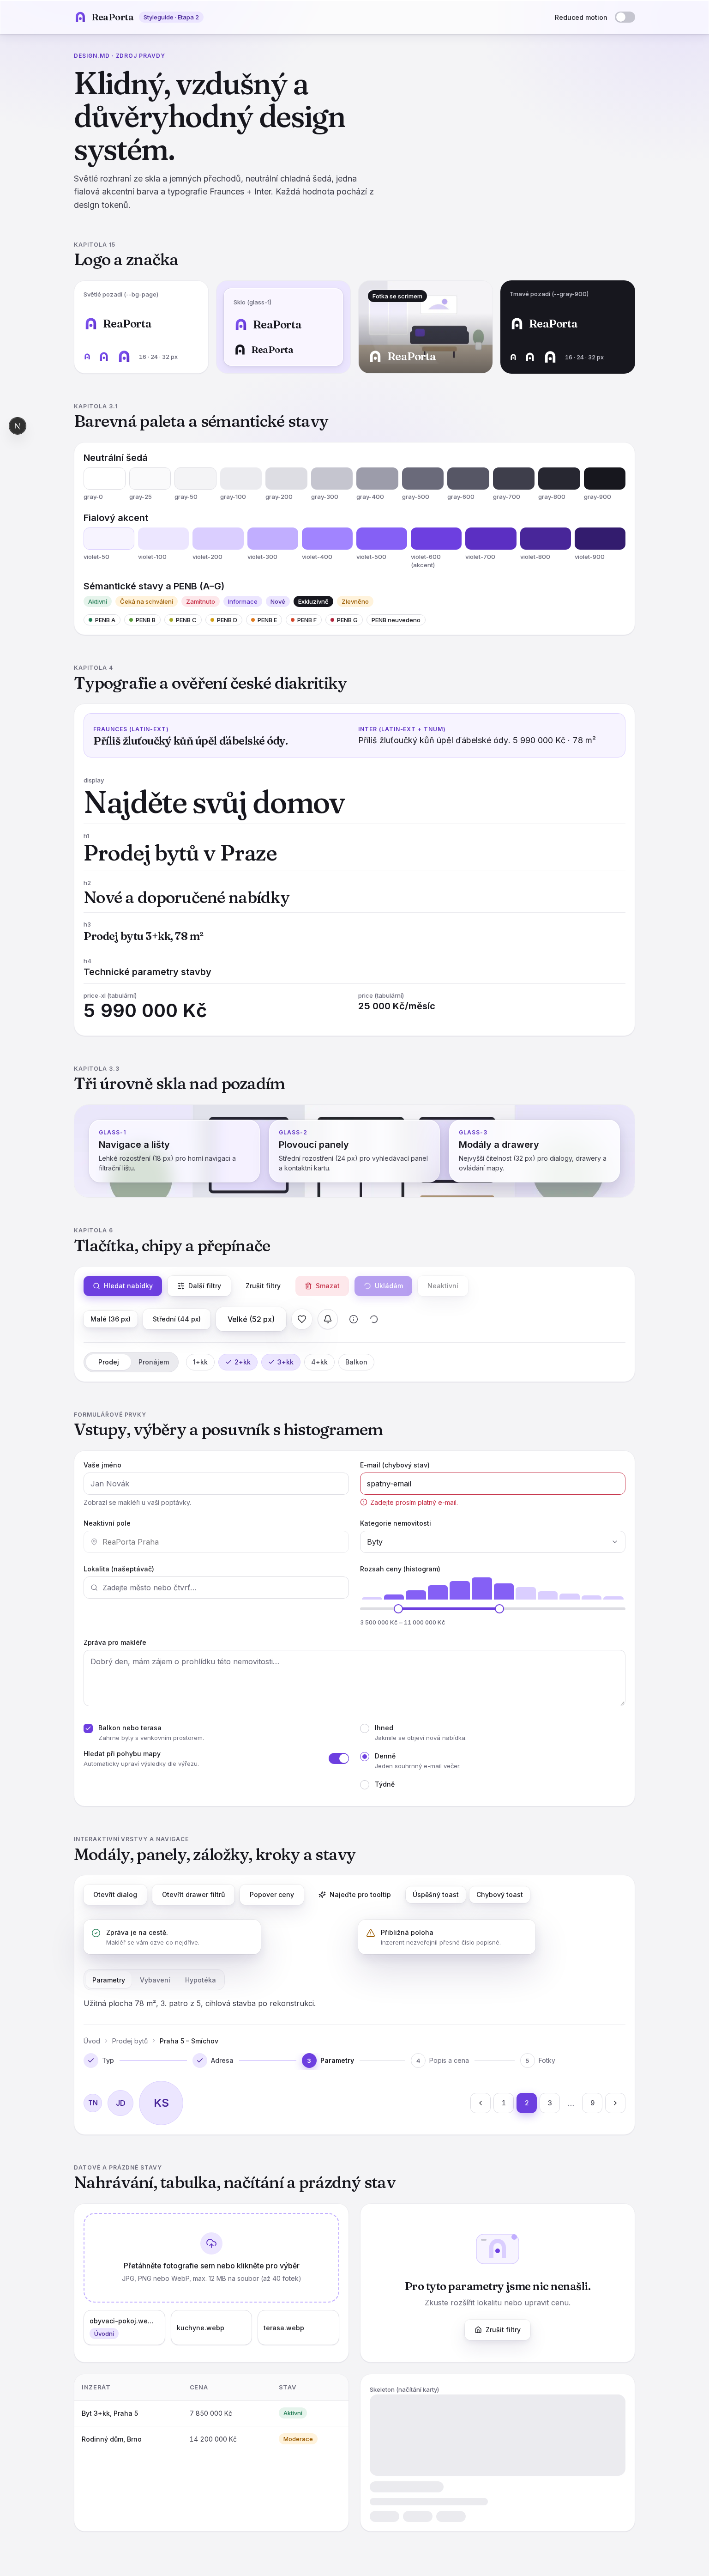 ReaPorta
Styleguide · Etapa 2
Reduced motion
DESIGN.MD · ZDROJ PRAVDY
Klidný, vzdušný a
důvěryhodný design
systém.
Světlé rozhraní ze skla a jemných přechodů, neutrální chladná šedá, jedna
fialová akcentní barva a typografie Fraunces + Inter. Každá hodnota pochází z
design tokenů.
KAPITOLA 15
Logo a značka
Světlé pozadí (--bg-page)
ReaPorta
16 · 24 · 32 px
Sklo (glass-1)
ReaPorta
ReaPorta
Fotka se scrimem
ReaPorta
Tmavé pozadí (--gray-900)
ReaPorta
16 · 24 · 32 px
N
KAPITOLA 3.1
Barevná paleta a sémantické stavy
Neutrální šedá
gray-0 gray-25 gray-50 gray-100 gray-200 gray-300 gray-400 gray-500 gray-600 gray-700 gray-800 gray-900
Fialový akcent
violet-50 violet-100 violet-200 violet-300 violet-400 violet-500 violet-600 violet-700 violet-800 violet-900
(akcent)
Sémantické stavy a PENB (A–G)
Aktivní Čeká na schválení Zamítnuto Informace Nové Exkluzivně Zlevněno
PENB A PENB B PENB C PENB D PENB E PENB F PENB G PENB neuvedeno
KAPITOLA 4
Typografie a ověření české diakritiky
FRAUNCES (LATIN-EXT)
Příliš žluťoučký kůň úpěl ďábelské ódy.
INTER (LATIN-EXT + TNUM)
Příliš žluťoučký kůň úpěl ďábelské ódy. 5 990 000 Kč · 78 m²
display
Najděte svůj domov
h1
Prodej bytů v Praze
h2
Nové a doporučené nabídky
h3
Prodej bytu 3+kk, 78 m²
h4
Technické parametry stavby
price-xl (tabulární)
5 990 000 Kč
price (tabulární)
25 000 Kč/měsíc
KAPITOLA 3.3
Tři úrovně skla nad pozadím
GLASS-1
Navigace a lišty
Lehké rozostření (18 px) pro horní navigaci a
filtrační lištu.
GLASS-2
Plovoucí panely
Střední rozostření (24 px) pro vyhledávací panel
a kontaktní kartu.
GLASS-3
Modály a drawery
Nejvyšší čitelnost (32 px) pro dialogy, drawery a
ovládání mapy.
KAPITOLA 6
Tlačítka, chipy a přepínače
Hledat nabídky Další filtry Zrušit filtry Smazat Ukládám Neaktivní
Malé (36 px) Střední (44 px) Velké (52 px)
Prodej Pronájem 1+kk 2+kk 3+kk 4+kk Balkon
FORMULÁŘOVÉ PRVKY
Vstupy, výběry a posuvník s histogramem
Vaše jméno
Jan Novák
Zobrazí se makléři u vaší poptávky.
E-mail (chybový stav)
spatny-email
Zadejte prosím platný e-mail.
Neaktivní pole
ReaPorta Praha
Kategorie nemovitosti
Byty
Lokalita (našeptávač)
Zadejte město nebo čtvrť…
Rozsah ceny (histogram)
3 500 000 Kč – 11 000 000 Kč
Zpráva pro makléře
Dobrý den, mám zájem o prohlídku této nemovitosti…
Balkon nebo terasa
Zahrne byty s venkovním prostorem.
Hledat při pohybu mapy
Automaticky upraví výsledky dle výřezu.
Ihned
Jakmile se objeví nová nabídka.
Denně
Jeden souhrnný e-mail večer.
Týdně
INTERAKTIVNÍ VRSTVY A NAVIGACE
Modály, panely, záložky, kroky a stavy
Otevřít dialog Otevřít drawer filtrů Popover ceny Najeďte pro tooltip Úspěšný toast Chybový toast
Zpráva je na cestě.
Makléř se vám ozve co nejdříve.
Přibližná poloha
Inzerent nezveřejnil přesné číslo popisné.
Parametry Vybavení Hypotéka
Užitná plocha 78 m², 3. patro z 5, cihlová stavba po rekonstrukci.
Úvod Prodej bytů Praha 5 – Smíchov
Typ Adresa 3 Parametry 4 Popis a cena 5 Fotky
TN JD KS
1 2 3 … 9
DATOVÉ A PRÁZDNÉ STAVY
Nahrávání, tabulka, načítání a prázdný stav
Přetáhněte fotografie sem nebo klikněte pro výběr
JPG, PNG nebo WebP, max. 12 MB na soubor (až 40 fotek)
obyvaci-pokoj.we…
Úvodní
kuchyne.webp
terasa.webp
Pro tyto parametry jsme nic nenašli.
Zkuste rozšířit lokalitu nebo upravit cenu.
Zrušit filtry
INZERÁT CENA STAV
Byt 3+kk, Praha 5 7 850 000 Kč Aktivní
Rodinný dům, Brno 14 200 000 Kč Moderace
Skeleton (načítání karty)